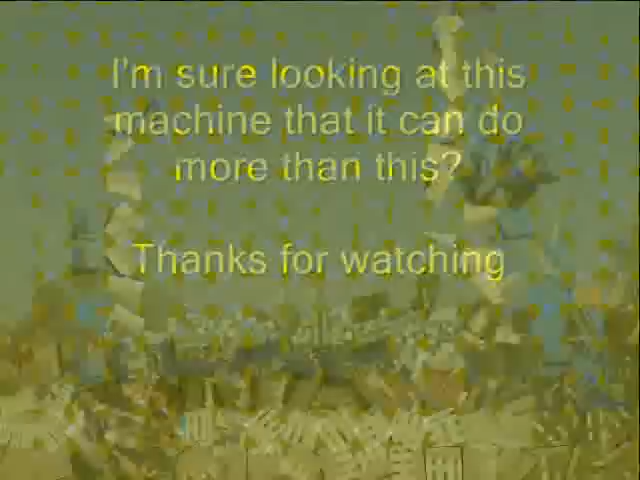 I'm sure looking at this
machine that it can do
more than this?
Thanks for watching